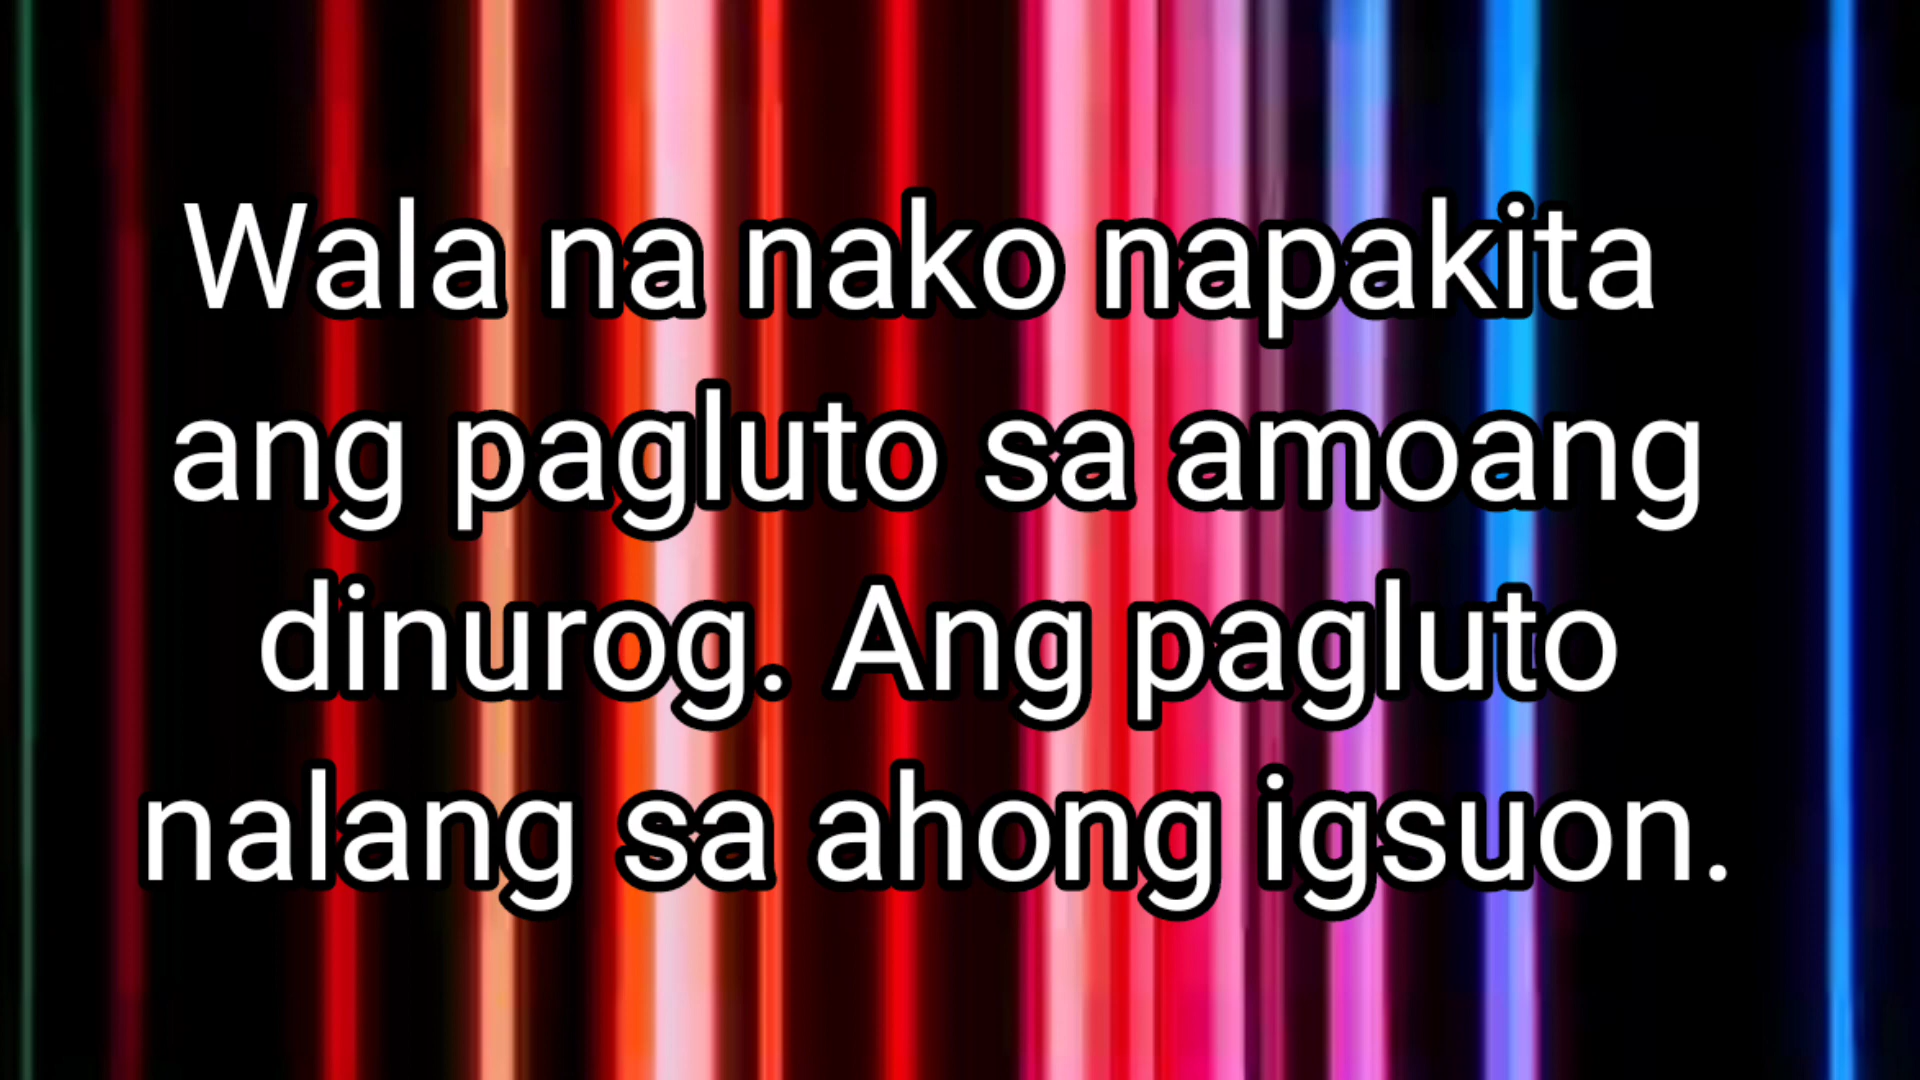 Wala na nako napakita
ang pagluto sa amoang
dinurog. Ang pagluto
nalang sa ahong igsuon.